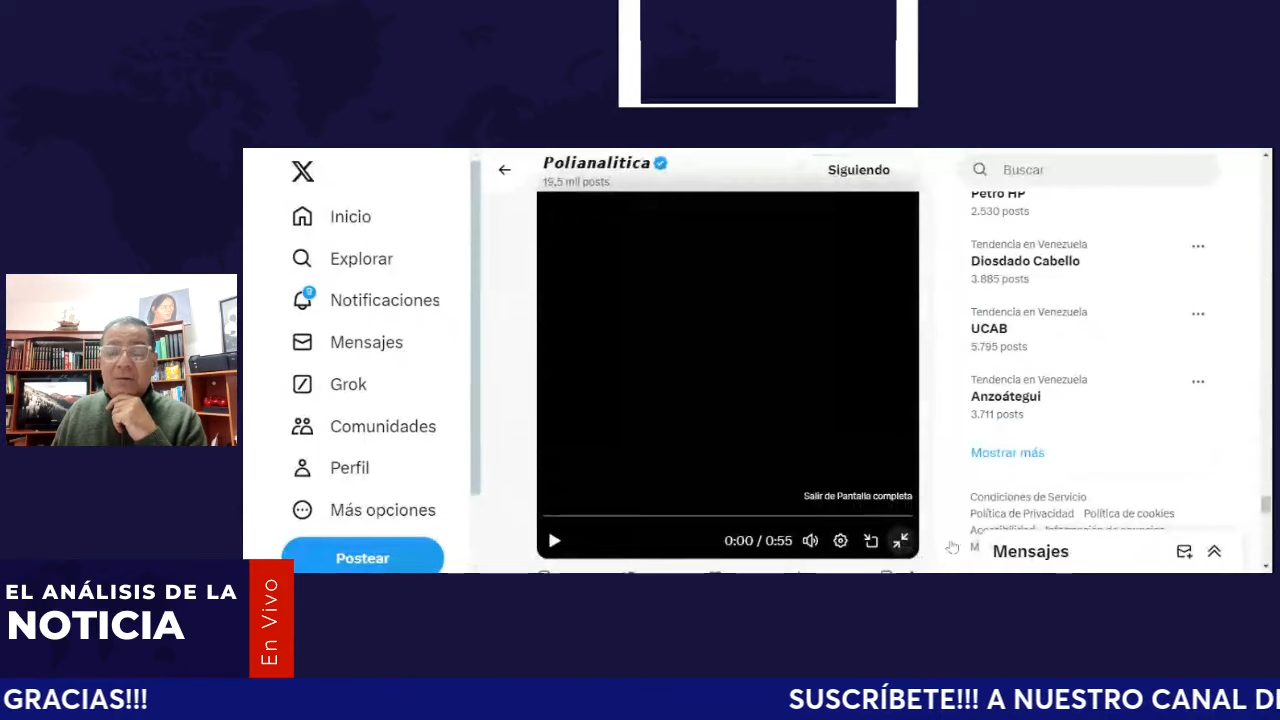 Polianalitica
19,5 mil posts
Siguiendo
Buscar
Inicio
Explorar
Notificaciones
Mensajes
Grok
Comunidades
Perfil
Más opciones
Postear
Petro HP
2.530 posts
Tendencia en Venezuela
Diosdado Cabello
3.885 posts
Tendencia en Venezuela
UCAB
5.795 posts
Tendencia en Venezuela
Anzoátegui
3.711 posts
Mostrar más
Condiciones de Servicio
Política de Privacidad Política de cookies
Salir de Pantalla completa
0:00 / 0:55
Mensajes
EL ANÁLISIS DE LA
NOTICIA
En Vivo
GRACIAS!!! SUSCRÍBETE!!! A NUESTRO CANAL